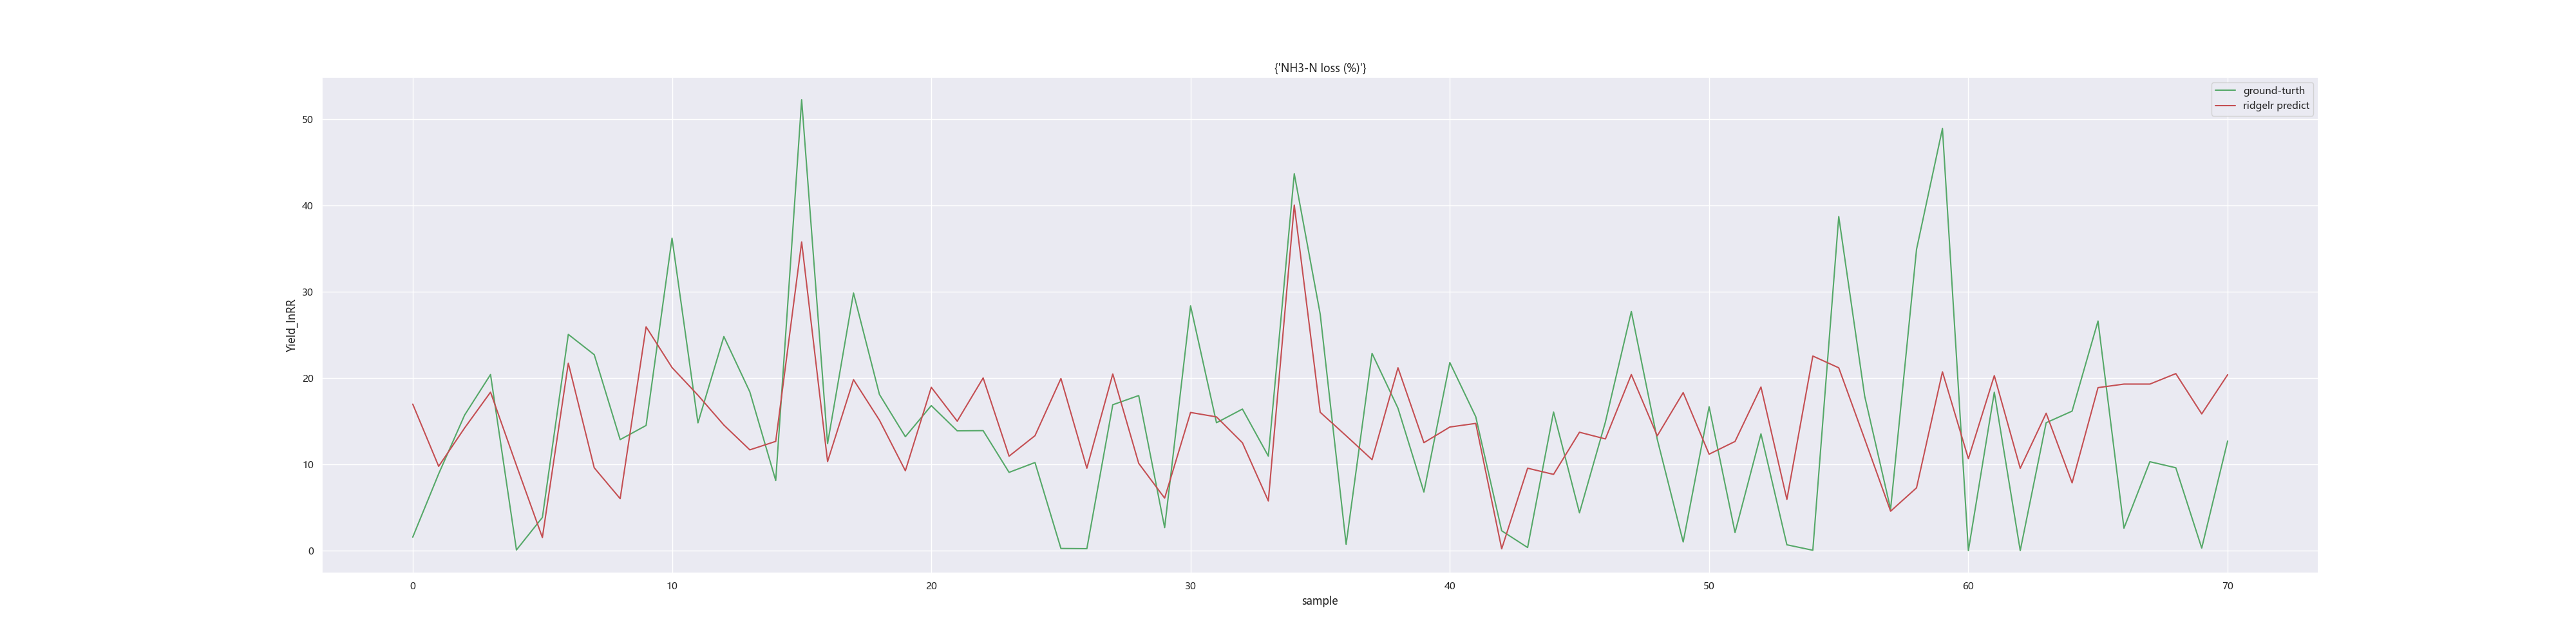 {'NH3-N loss (%)'}
ground-turth
ridgelr predict
Yield_lnRR
50
40
30
20
10
0
0 10 20 30 40 50 60 70
sample